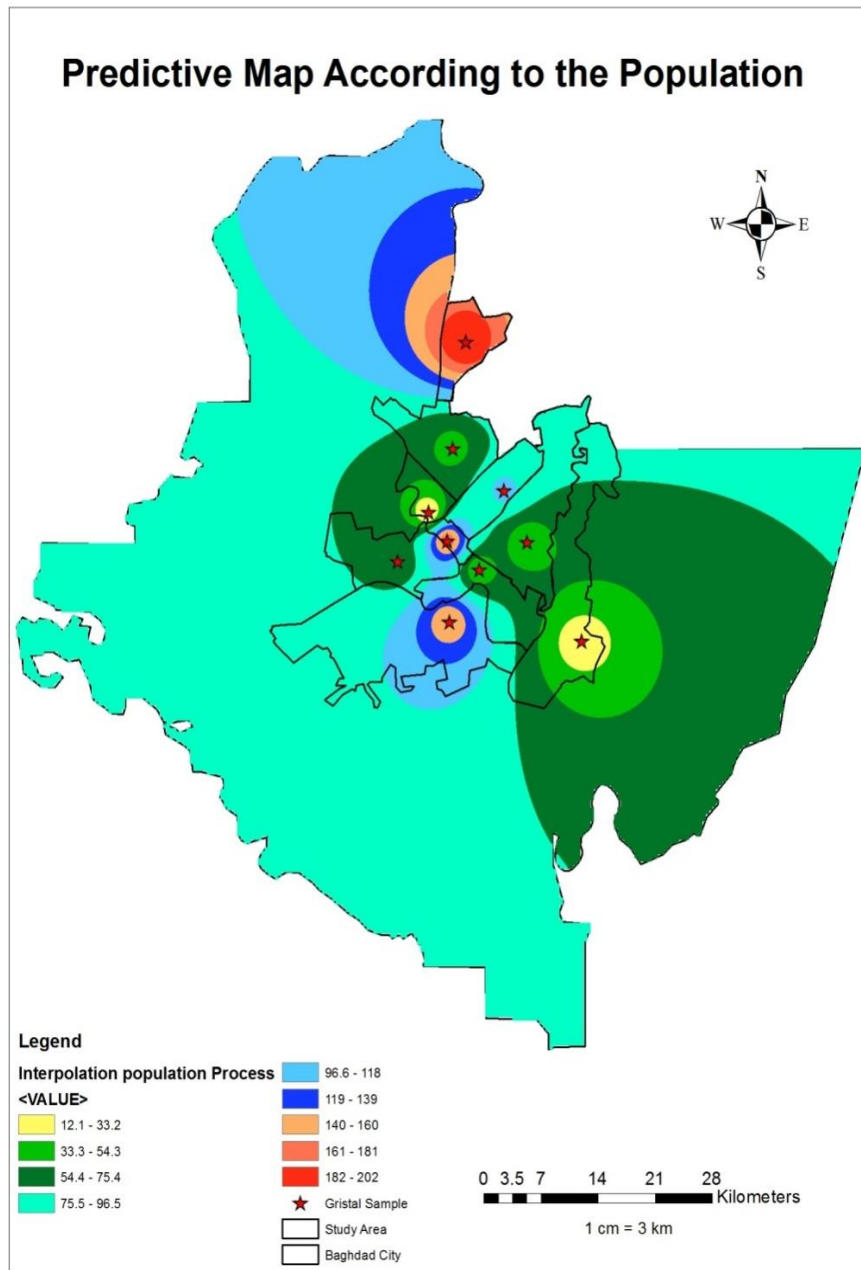 Predictive Map According to the Population
N
W E
S
Legend
Interpolation population Process
<VALUE>
12.1 - 33.2
33.3 - 54.3
54.4 - 75.4
75.5 - 96.5
96.6 - 118
119 - 139
140 - 160
161 - 181
182 - 202
Gristal Sample
Study Area
Baghdad City
0 3.5 7 14 21 28
Kilometers
1 cm = 3 km